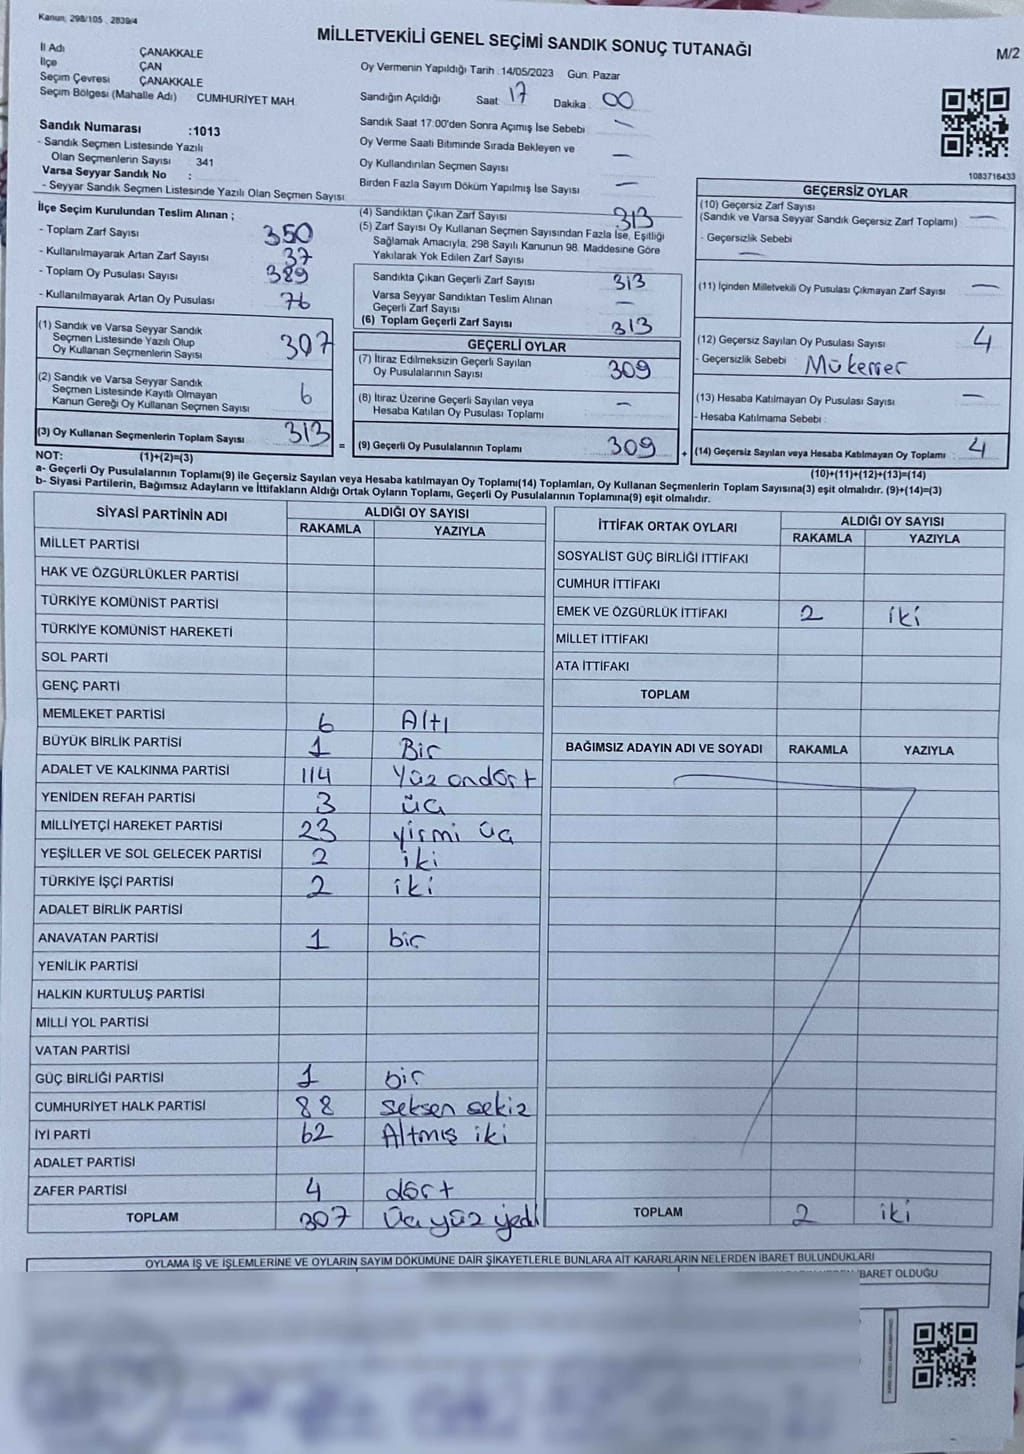 Kanun, 298/105 , 2839/4
MİLLETVEKİLİ GENEL SEÇİMİ SANDIK SONUÇ TUTANAĞI
M/2
İl Adı ÇANAKKALE
İlçe ÇAN
Seçim Çevresi ÇANAKKALE
Seçim Bölgesi (Mahalle Adı) CUMHURİYET MAH.
Sandık Numarası :1013
- Sandık Seçmen Listesinde Yazılı
Olan Seçmenlerin Sayısı 341
Varsa Seyyar Sandık No :
- Seyyar Sandık Seçmen Listesinde Yazılı Olan Seçmen Sayısı
Oy Vermenin Yapıldığı Tarih :14/05/2023 Gün: Pazar
Sandığın Açıldığı Saat: 17 Dakika : 00
Sandık Saat 17:00'den Sonra Açılmış İse Sebebi : —
Oy Verme Saati Bitiminde Sırada Bekleyen ve
Oy Kullandırılan Seçmen Sayısı —
Birden Fazla Sayım Döküm Yapılmış İse Sayısı —
1083716433
İlçe Seçim Kurulundan Teslim Alınan ;
- Toplam Zarf Sayısı 350
- Kullanılmayarak Artan Zarf Sayısı 37
- Toplam Oy Pusulası Sayısı 389
- Kullanılmayarak Artan Oy Pusulası 76
(1) Sandık ve Varsa Seyyar Sandık
Seçmen Listesinde Yazılı Olup
Oy Kullanan Seçmenlerin Sayısı 307
(2) Sandık ve Varsa Seyyar Sandık
Seçmen Listesinde Kayıtlı Olmayan
Kanun Gereği Oy Kullanan Seçmen Sayısı 6
(3) Oy Kullanan Seçmenlerin Toplam Sayısı 313
(4) Sandıktan Çıkan Zarf Sayısı 313
(5) Zarf Sayısı Oy Kullanan Seçmen Sayısından Fazla İse, Eşitliği
Sağlamak Amacıyla, 298 Sayılı Kanunun 98. Maddesine Göre
Yakılarak Yok Edilen Zarf Sayısı
Sandıkta Çıkan Geçerli Zarf Sayısı 313
Varsa Seyyar Sandıktan Teslim Alınan
Geçerli Zarf Sayısı —
(6) Toplam Geçerli Zarf Sayısı 313
GEÇERLİ OYLAR
(7) İtiraz Edilmeksizin Geçerli Sayılan
Oy Pusulalarının Sayısı 309
(8) İtiraz Üzerine Geçerli Sayılan veya
Hesaba Katılan Oy Pusulası Toplamı —
= (9) Geçerli Oy Pusulalarının Toplamı 309
GEÇERSİZ OYLAR
(10) Geçersiz Zarf Sayısı
(Sandık ve Varsa Seyyar Sandık Geçersiz Zarf Toplamı) —
- Geçersizlik Sebebi
—
(11) İçinden Milletvekili Oy Pusulası Çıkmayan Zarf Sayısı —
(12) Geçersiz Sayılan Oy Pusulası Sayısı 4
- Geçersizlik Sebebi Mükerrer
(13) Hesaba Katılmayan Oy Pusulası Sayısı —
- Hesaba Katılmama Sebebi :
+ (14) Geçersiz Sayılan veya Hesaba Katılmayan Oy Toplamı : 4
NOT: (1)+(2)=(3)
(10)+(11)+(12)+(13)=(14)
a- Geçerli Oy Pusulalarının Toplamı(9) ile Geçersiz Sayılan veya Hesaba katılmayan Oy Toplamı(14) Toplamları, Oy Kullanan Seçmenlerin Toplam Sayısına(3) eşit olmalıdır. (9)+(14)=(3)
b- Siyasi Partilerin, Bağımsız Adayların ve İttifakların Aldığı Ortak Oyların Toplamı, Geçerli Oy Pusulalarının Toplamına(9) eşit olmalıdır.
SİYASİ PARTİNİN ADI ALDIĞI OY SAYISI
RAKAMLA YAZIYLA
MİLLET PARTİSİ
HAK VE ÖZGÜRLÜKLER PARTİSİ
TÜRKİYE KOMÜNİST PARTİSİ
TÜRKİYE KOMÜNİST HAREKETİ
SOL PARTİ
GENÇ PARTİ
MEMLEKET PARTİSİ 6 Altı
BÜYÜK BİRLİK PARTİSİ 1 Bir
ADALET VE KALKINMA PARTİSİ 114 Yüz ondört
YENİDEN REFAH PARTİSİ 3 üç
MİLLİYETÇİ HAREKET PARTİSİ 23 yirmi üç
YEŞİLLER VE SOL GELECEK PARTİSİ 2 iki
TÜRKİYE İŞÇİ PARTİSİ 2 iki
ADALET BİRLİK PARTİSİ
ANAVATAN PARTİSİ 1 bir
YENİLİK PARTİSİ
HALKIN KURTULUŞ PARTİSİ
MİLLİ YOL PARTİSİ
VATAN PARTİSİ
GÜÇ BİRLİĞİ PARTİSİ 1 bir
CUMHURİYET HALK PARTİSİ 88 seksen sekiz
İYİ PARTİ 62 Altmış iki
ADALET PARTİSİ
ZAFER PARTİSİ 4 dört
TOPLAM 307 Üç yüz yedi
İTTİFAK ORTAK OYLARI ALDIĞI OY SAYISI
RAKAMLA YAZIYLA
SOSYALİST GÜÇ BİRLİĞİ İTTİFAKI
CUMHUR İTTİFAKI
EMEK VE ÖZGÜRLÜK İTTİFAKI 2 iki
MİLLET İTTİFAKI
ATA İTTİFAKI
TOPLAM
BAĞIMSIZ ADAYIN ADI VE SOYADI RAKAMLA YAZIYLA
TOPLAM 2 iki
OYLAMA İŞ VE İŞLEMLERİNE VE OYLARIN SAYIM DÖKÜMÜNE DAİR ŞİKAYETLERLE BUNLARA AİT KARARLARIN NELERDEN İBARET BULUNDUKLARI
İBARET OLDUĞU